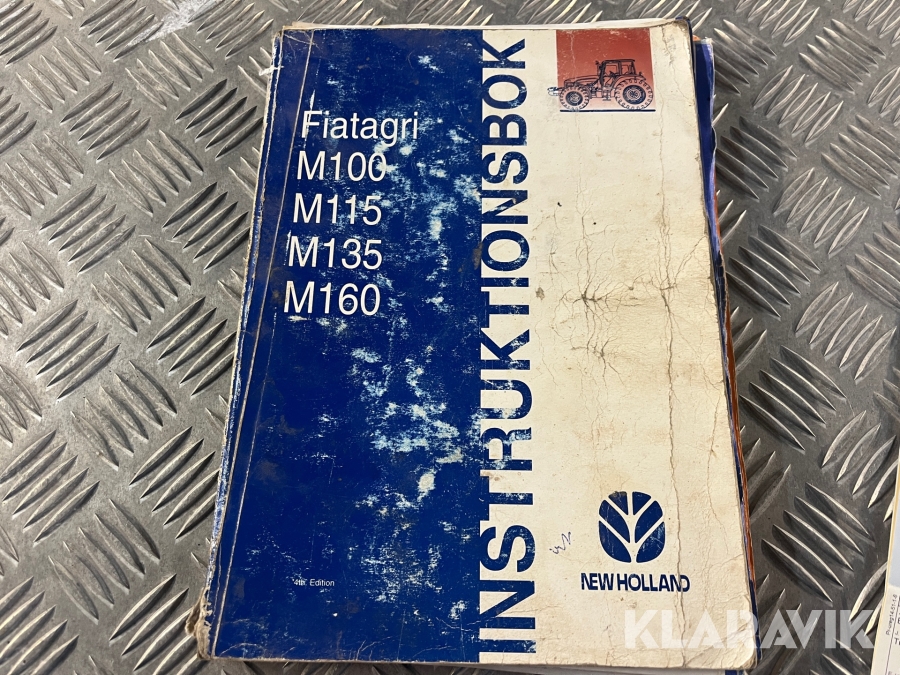 Fiatagri
M100
M115
M135
M160
4th Edition
INSTRUKTIONSBOK
NEW HOLLAND
KLARAVIK